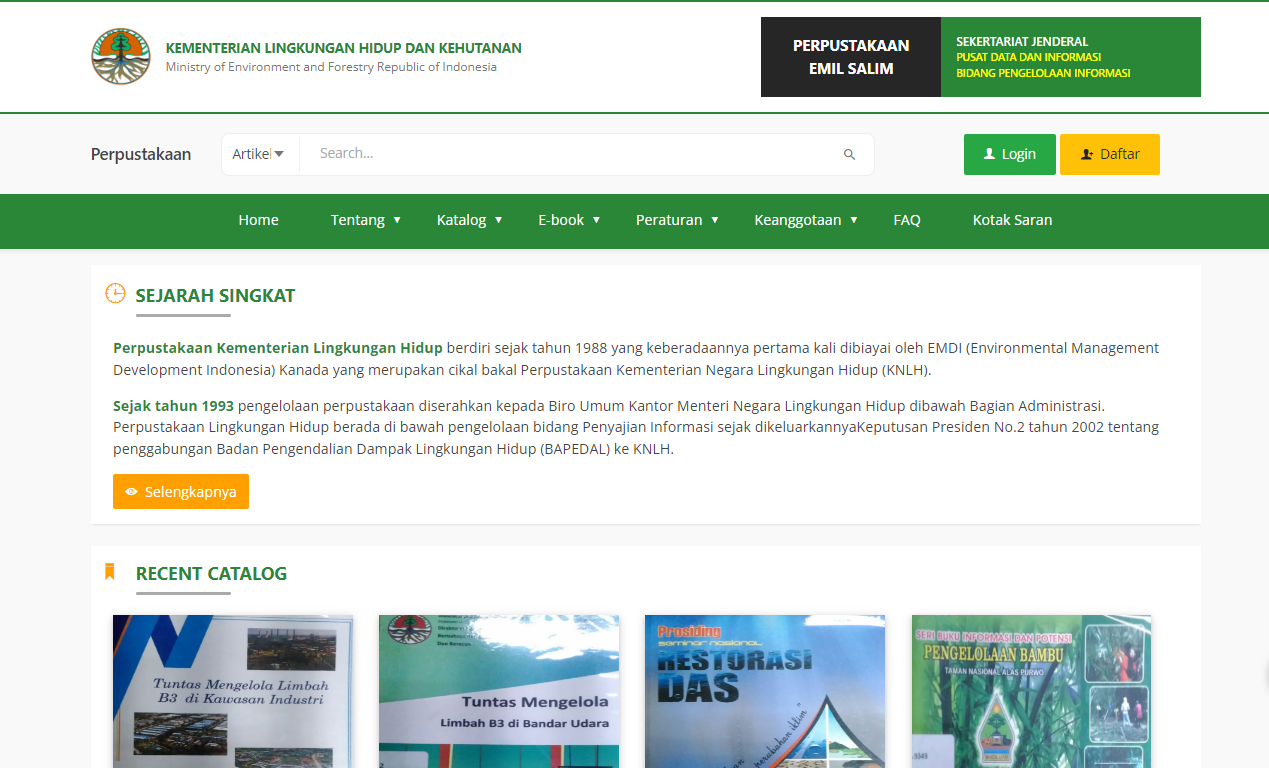 KEMENTERIAN LINGKUNGAN HIDUP DAN KEHUTANAN
Ministry of Environment and Forestry Republic of Indonesia
PERPUSTAKAAN
EMIL SALIM
SEKERTARIAT JENDERAL
PUSAT DATA DAN INFORMASI
BIDANG PENGELOLAAN INFORMASI
Perpustakaan
Artikel
Search...
Login
Daftar
Home
Tentang
Katalog
E-book
Peraturan
Keanggotaan
FAQ
Kotak Saran
SEJARAH SINGKAT
Perpustakaan Kementerian Lingkungan Hidup berdiri sejak tahun 1988 yang keberadaannya pertama kali dibiayai oleh EMDI (Environmental Management
Development Indonesia) Kanada yang merupakan cikal bakal Perpustakaan Kementerian Negara Lingkungan Hidup (KNLH).
Sejak tahun 1993 pengelolaan perpustakaan diserahkan kepada Biro Umum Kantor Menteri Negara Lingkungan Hidup dibawah Bagian Administrasi.
Perpustakaan Lingkungan Hidup berada di bawah pengelolaan bidang Penyajian Informasi sejak dikeluarkannyaKeputusan Presiden No.2 tahun 2002 tentang
penggabungan Badan Pengendalian Dampak Lingkungan Hidup (BAPEDAL) ke KNLH.
Selengkapnya
RECENT CATALOG
Tuntas Mengelola Limbah
B3 di Kawasan Industri
Tuntas Mengelola
Limbah B3 di Bandar Udara
Prosiding
seminar nasional
RESTORASI
DAS
perubahan iklim"
SERI BUKU INFORMASI DAN POTENSI
PENGELOLAAN BAMBU
TAMAN NASIONAL ALAS PURWO